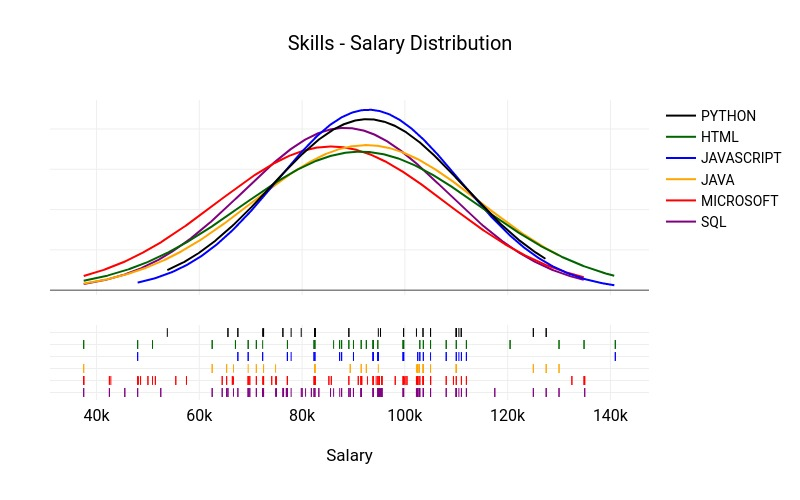 Skills - Salary Distribution
PYTHON
HTML
JAVASCRIPT
JAVA
MICROSOFT
SQL
40k 60k 80k 100k 120k 140k
Salary